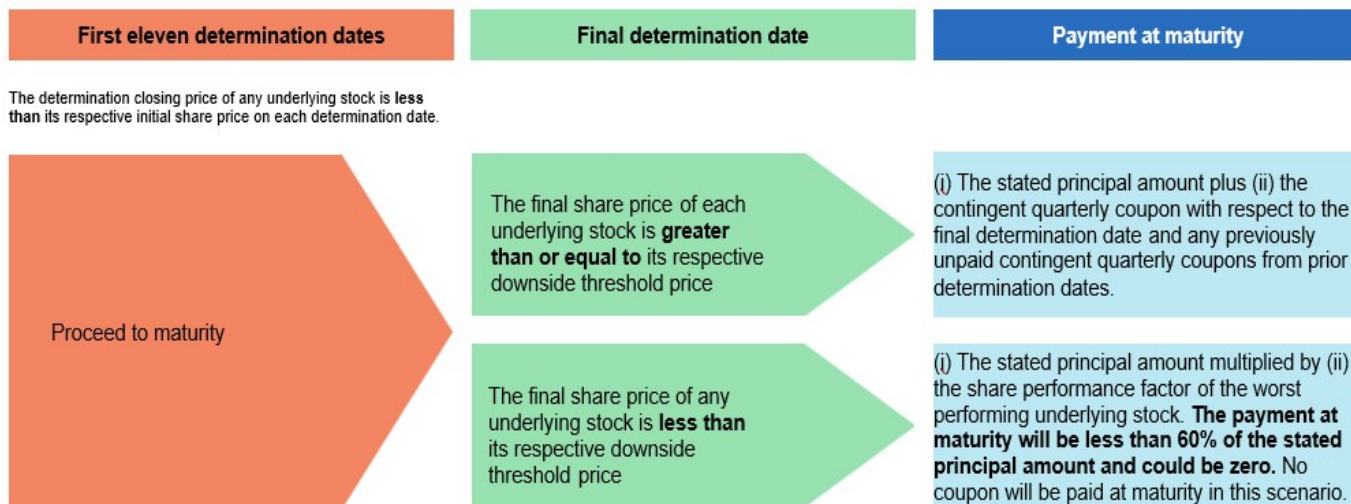 First eleven determination dates
Final determination date
Payment at maturity
The determination closing price of any underlying stock is less
than its respective initial share price on each determination date.
Proceed to maturity
The final share price of each
underlying stock is greater
than or equal to its respective
downside threshold price
(i) The stated principal amount plus (ii) the
contingent quarterly coupon with respect to the
final determination date and any previously
unpaid contingent quarterly coupons from prior
determination dates.
The final share price of any
underlying stock is less than
its respective downside
threshold price
(i) The stated principal amount multiplied by (ii)
the share performance factor of the worst
performing underlying stock. The payment at
maturity will be less than 60% of the stated
principal amount and could be zero. No
coupon will be paid at maturity in this scenario.